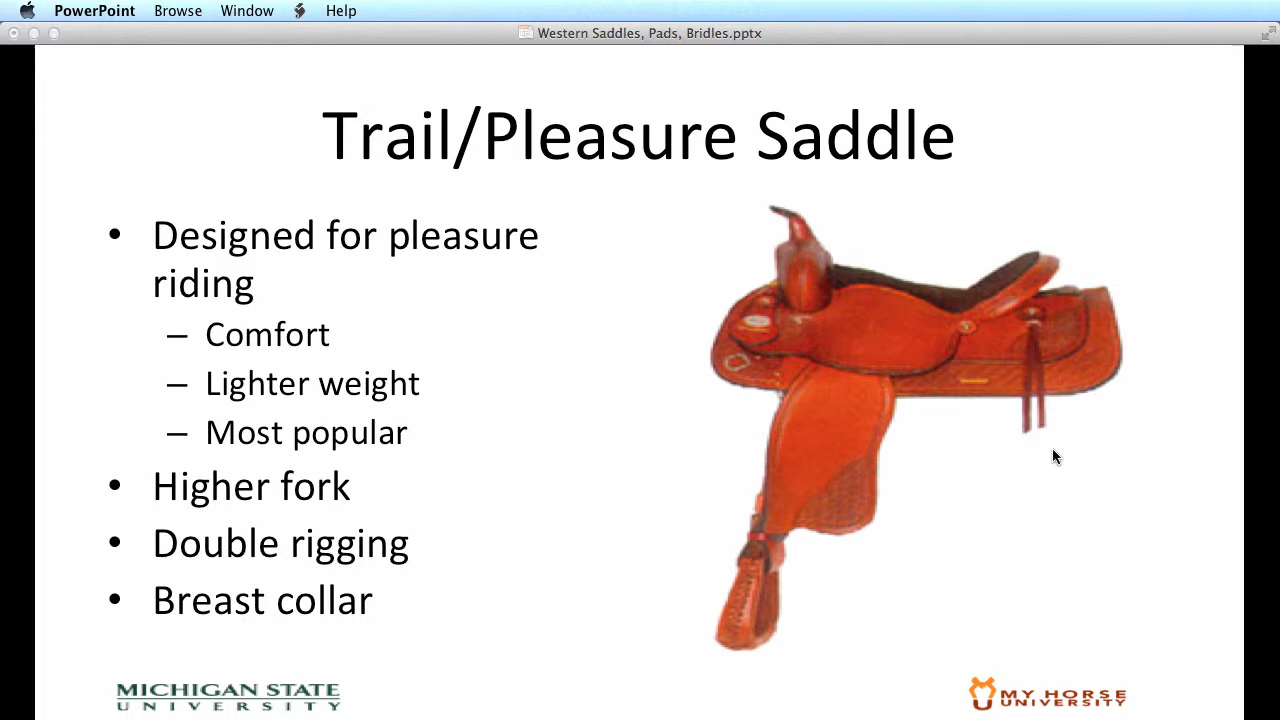 PowerPoint Browse Window Help
Western Saddles, Pads, Bridles.pptx
Trail/Pleasure Saddle
• Designed for pleasure
riding
– Comfort
– Lighter weight
– Most popular
• Higher fork
• Double rigging
• Breast collar
MICHIGAN STATE
UNIVERSITY
MY HORSE
UNIVERSITY